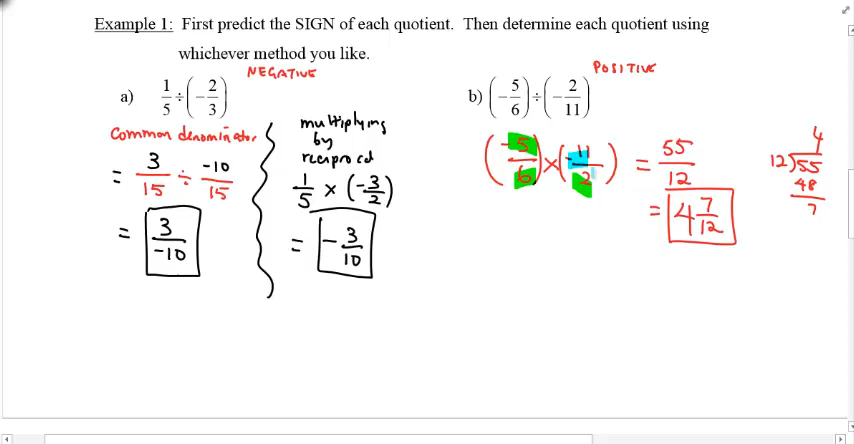 Example 1: First predict the SIGN of each quotient. Then determine each quotient using
whichever method you like.
NEGATIVE
a) 1/5 ÷ (-2/3)
Common denominator
= 3/15 ÷ -10/15
= 3/-10
multiplying
by
reciprocal
1/5 × (-3/2)
= -3/10
POSITIVE
b) (-5/6) ÷ (-2/11)
(-5/6) × (-11/2) = 55/12
= 4 7/12
4
12)55
48
7